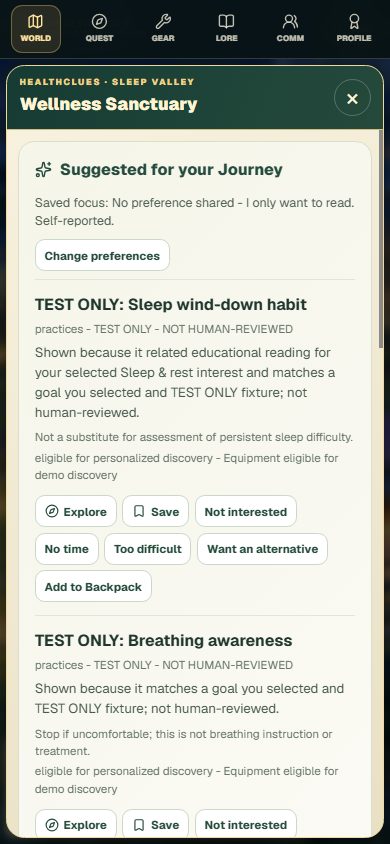 WORLD
QUEST
GEAR
LORE
COMM
PROFILE
HEALTHCLUES · SLEEP VALLEY
Wellness Sanctuary
Suggested for your Journey
Saved focus: No preference shared - I only want to read.
Self-reported.
Change preferences
TEST ONLY: Sleep wind-down habit
practices - TEST ONLY - NOT HUMAN-REVIEWED
Shown because it related educational reading for
your selected Sleep & rest interest and matches a
goal you selected and TEST ONLY fixture; not
human-reviewed.
Not a substitute for assessment of persistent sleep difficulty.
eligible for personalized discovery - Equipment eligible for
demo discovery
Explore
Save
Not interested
No time
Too difficult
Want an alternative
Add to Backpack
TEST ONLY: Breathing awareness
practices - TEST ONLY - NOT HUMAN-REVIEWED
Shown because it matches a goal you selected and
TEST ONLY fixture; not human-reviewed.
Stop if uncomfortable; this is not breathing instruction or
treatment.
eligible for personalized discovery - Equipment eligible for
demo discovery
Explore
Save
Not interested